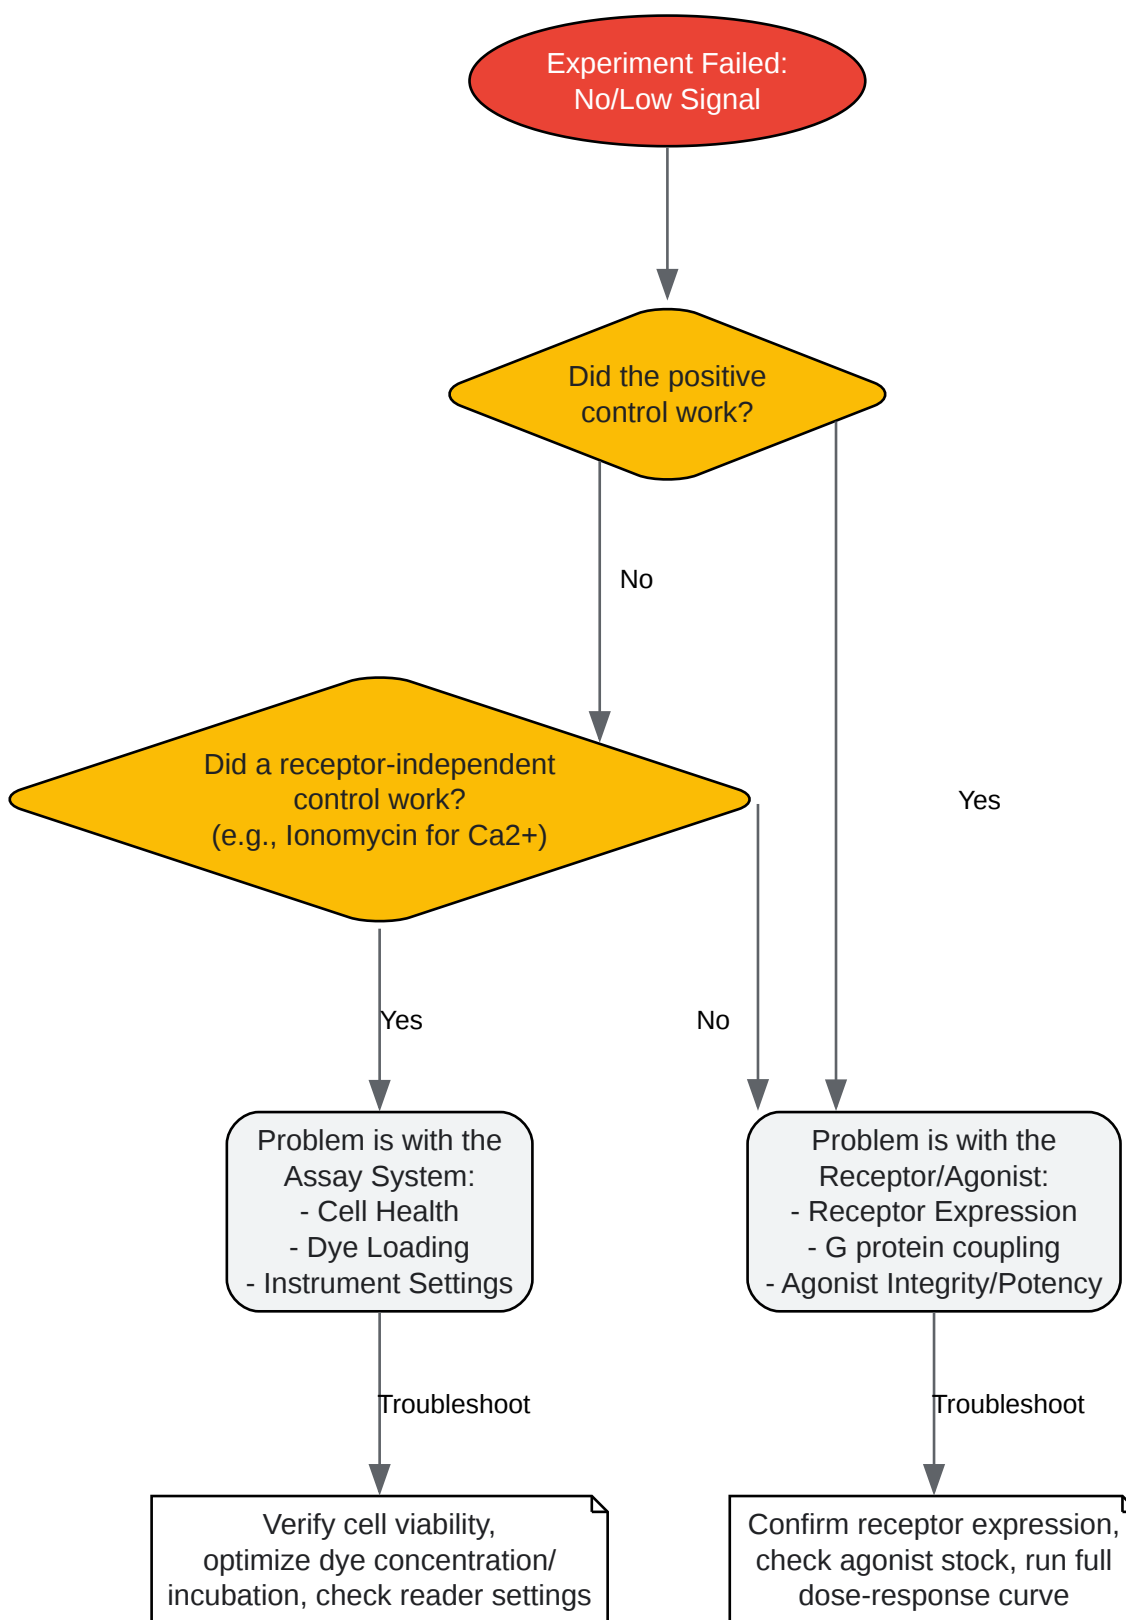 Experiment Failed:
No/Low Signal
Did the positive
control work?
No
Did a receptor-independent
control work?
(e.g., Ionomycin for Ca2+)
Yes
Yes
No
Problem is with the
Assay System:
- Cell Health
- Dye Loading
- Instrument Settings
Problem is with the
Receptor/Agonist:
- Receptor Expression
- G protein coupling
- Agonist Integrity/Potency
Troubleshoot
Troubleshoot
Verify cell viability,
optimize dye concentration/
incubation, check reader settings
Confirm receptor expression,
check agonist stock, run full
dose-response curve